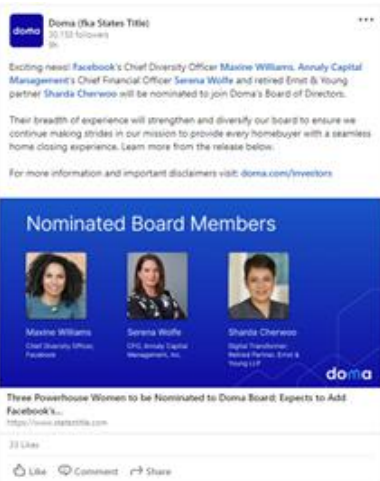 doma
Doma (fka States Title)
30,153 followers
9h
Exciting news! Facebook's Chief Diversity Officer Maxine Williams, Annaly Capital
Management's Chief Financial Officer Serena Wolfe and retired Ernst & Young
partner Sharda Cherwoo will be nominated to join Doma's Board of Directors.
Their breadth of experience will strengthen and diversify our board to ensure we
continue making strides in our mission to provide every homebuyer with a seamless
home closing experience. Learn more from the release below.
For more information and important disclaimers visit: doma.com/investors
Nominated Board Members
Maxine Williams
Chief Diversity Officer,
Facebook
Serena Wolfe
CFO, Annaly Capital
Management, Inc.
Sharda Cherwoo
Digital Transformer,
Retired Partner, Ernst &
Young LLP
doma
Three Powerhouse Women to be Nominated to Doma Board; Expects to Add
Facebook's...
https://www.statestitle.com
33 Likes
Like Comment Share